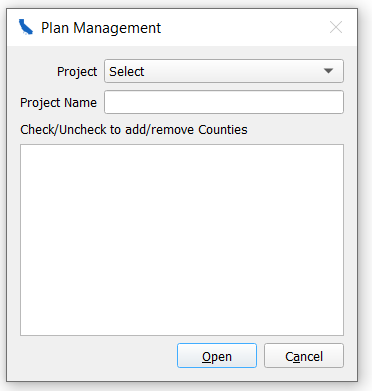 Plan Management
Project Select
Project Name
Check/Uncheck to add/remove Counties
Open Cancel